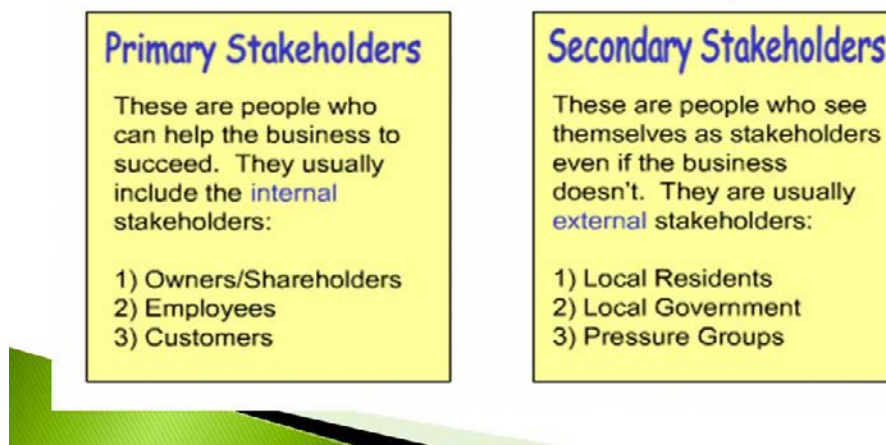 Primary Stakeholders
These are people who
can help the business to
succeed. They usually
include the internal
stakeholders:
1) Owners/Shareholders
2) Employees
3) Customers
Secondary Stakeholders
These are people who see
themselves as stakeholders
even if the business
doesn't. They are usually
external stakeholders:
1) Local Residents
2) Local Government
3) Pressure Groups